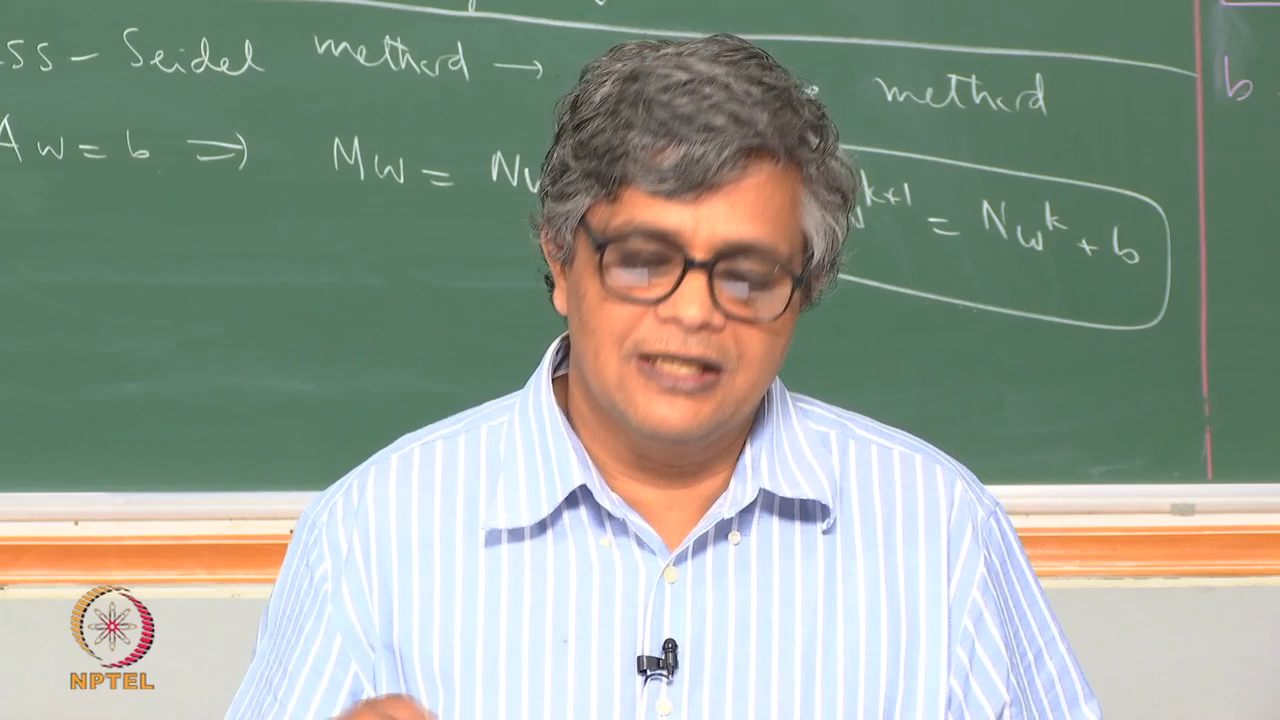 ss - Seidel method → method
b
Aw = b ⇒ Mw = Nw
k+1 = Nw^k + b
NPTEL